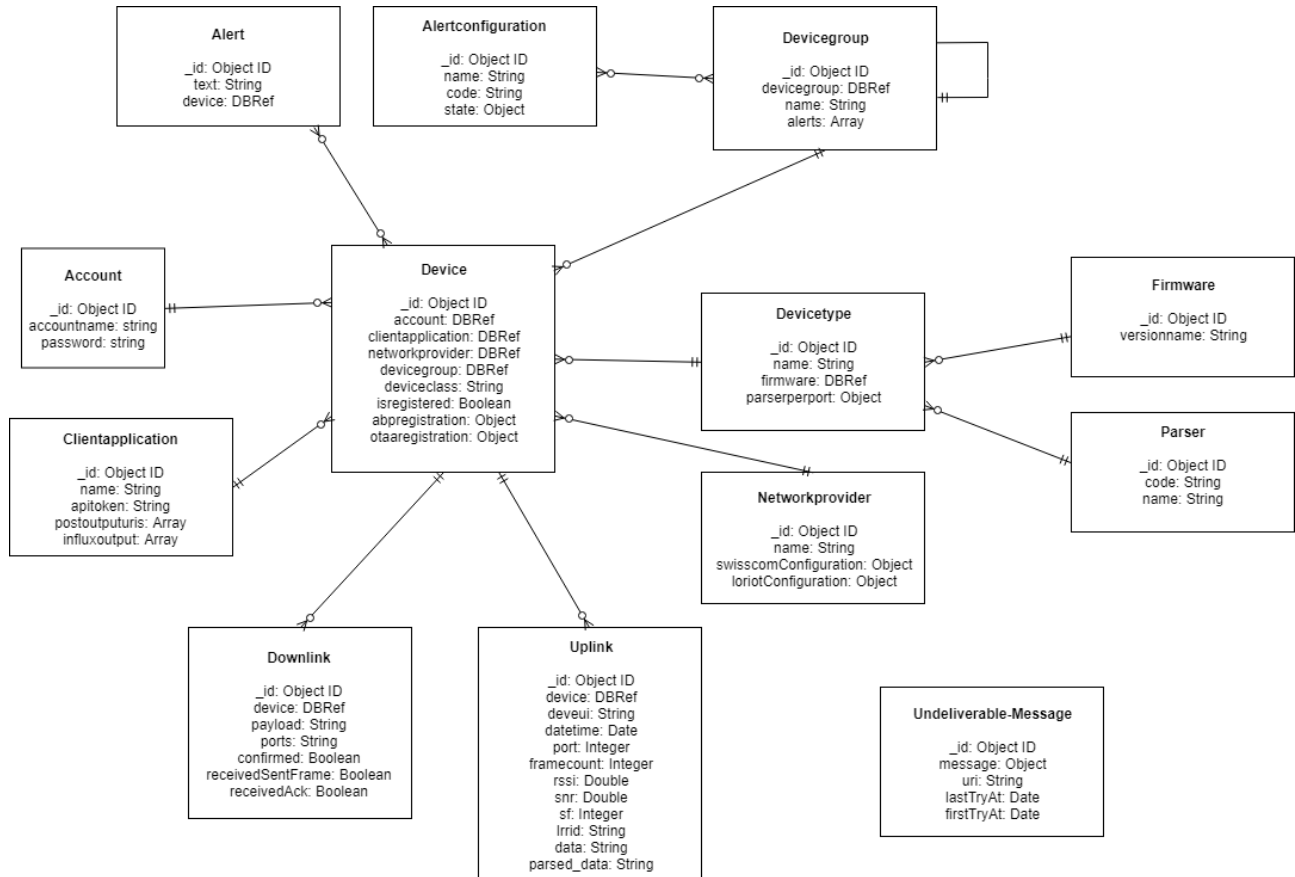 Alert
_id: Object ID
text: String
device: DBRef
Alertconfiguration
_id: Object ID
name: String
code: String
state: Object
Devicegroup
_id: Object ID
devicegroup: DBRef
name: String
alerts: Array
Account
_id: Object ID
accountname: string
password: string
Device
_id: Object ID
account: DBRef
clientapplication: DBRef
networkprovider: DBRef
devicegroup: DBRef
deviceclass: String
isregistered: Boolean
abpregistration: Object
otaaregistration: Object
Devicetype
_id: Object ID
name: String
firmware: DBRef
parserperport: Object
Firmware
_id: Object ID
versionname: String
Clientapplication
_id: Object ID
name: String
apitoken: String
postoutputuris: Array
influxoutput: Array
Parser
_id: Object ID
code: String
name: String
Networkprovider
_id: Object ID
name: String
swisscomConfiguration: Object
loriotConfiguration: Object
Downlink
_id: Object ID
device: DBRef
payload: String
ports: String
confirmed: Boolean
receivedSentFrame: Boolean
receivedAck: Boolean
Uplink
_id: Object ID
device: DBRef
deveui: String
datetime: Date
port: Integer
framecount: Integer
rssi: Double
snr: Double
sf: Integer
lrrid: String
data: String
parsed_data: String
Undeliverable-Message
_id: Object ID
message: Object
uri: String
lastTryAt: Date
firstTryAt: Date